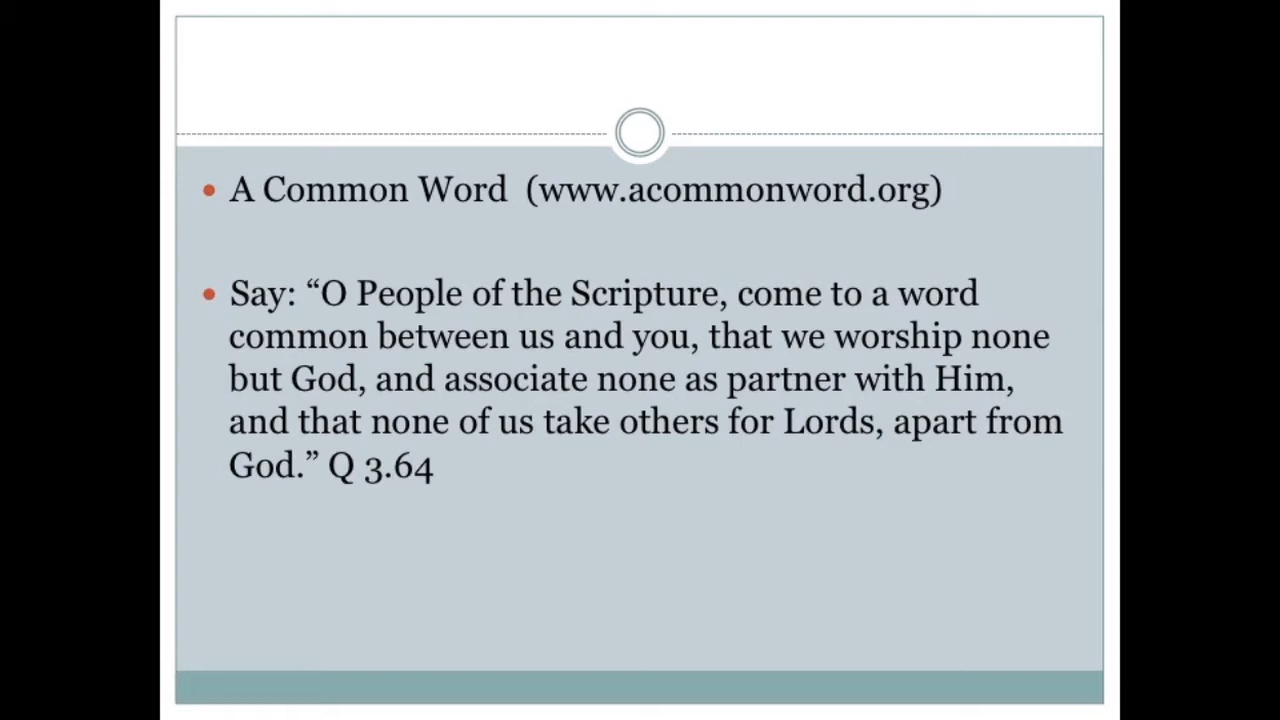 • A Common Word (www.acommonword.org)
• Say: “O People of the Scripture, come to a word
common between us and you, that we worship none
but God, and associate none as partner with Him,
and that none of us take others for Lords, apart from
God.” Q 3.64